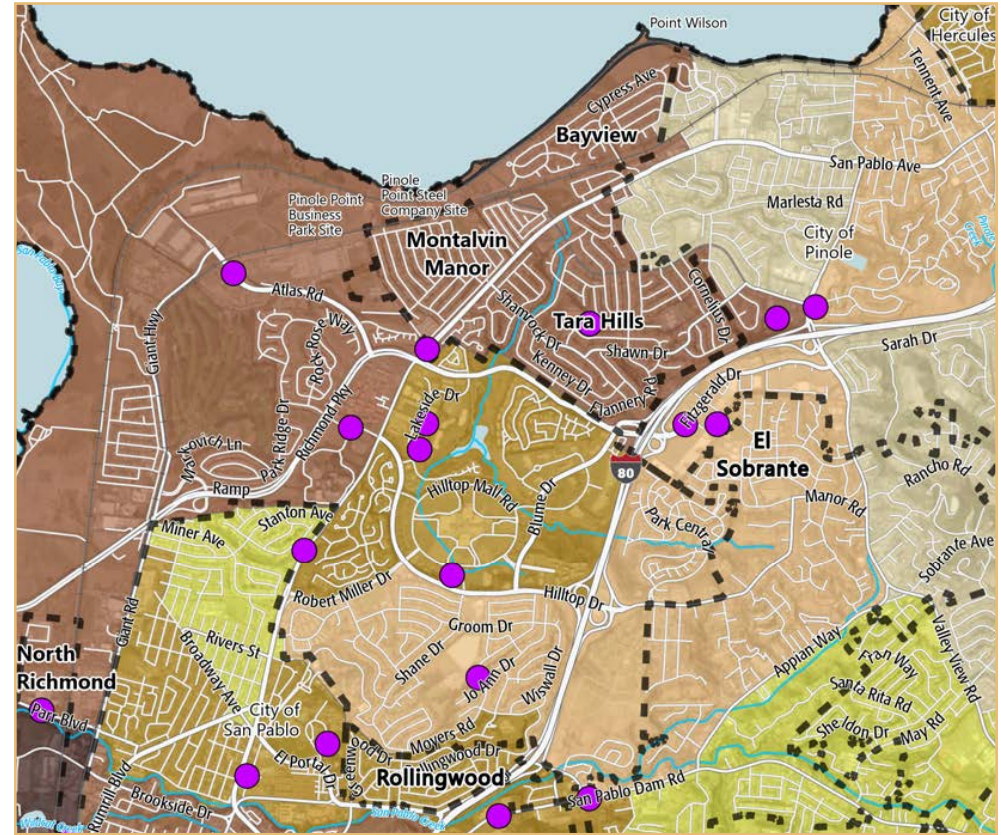 Point Wilson
City of
Hercules
Tennent Ave
Cypress Ave
Bayview
San Pablo Ave
Pinole
Point Steel
Company Site
Pinole Point
Business
Park Site
Marlesta Rd
City of
Pinole
Montalvin
Manor
Atlas Rd
Giant Hwy
Rock Rose Way
Shamrock Dr
Tara Hills
Cornelius Dr
Shawn Dr
Kenney Dr
Flannery Rd
Sarah Dr
Fitzgerald Dr
Lakeside Dr
Richmond Pky
Park Ridge Dr
Markovich Ln
Ramp
El
Sobrante
80
Rancho Rd
Manor Rd
Hilltop Mall Rd
Blume Dr
Park Central
Stanton Ave
Miner Ave
Sobrante Ave
Robert Miller Dr
Hilltop Dr
Giant Rd
Rivers St
Broadway Ave
Groom Dr
Shane Dr
Jo Ann Dr
Wiswall Dr
Appian Way
Valley View Rd
Fran Way
Santa Rita Rd
Sheldon Dr
May Rd
North
Richmond
Parr Blvd
City of
San Pablo
El Portal Dr
Moyers Rd
Rollingwood Dr
Rollingwood
San Pablo Dam Rd
Rumrill Blvd
Brookside Dr
San Pablo Creek
Wildcat Creek